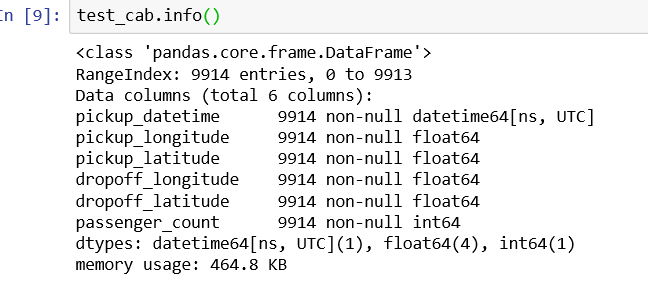 In [9]: test_cab.info()
<class 'pandas.core.frame.DataFrame'>
RangeIndex: 9914 entries, 0 to 9913
Data columns (total 6 columns):
pickup_datetime 9914 non-null datetime64[ns, UTC]
pickup_longitude 9914 non-null float64
pickup_latitude 9914 non-null float64
dropoff_longitude 9914 non-null float64
dropoff_latitude 9914 non-null float64
passenger_count 9914 non-null int64
dtypes: datetime64[ns, UTC](1), float64(4), int64(1)
memory usage: 464.8 KB